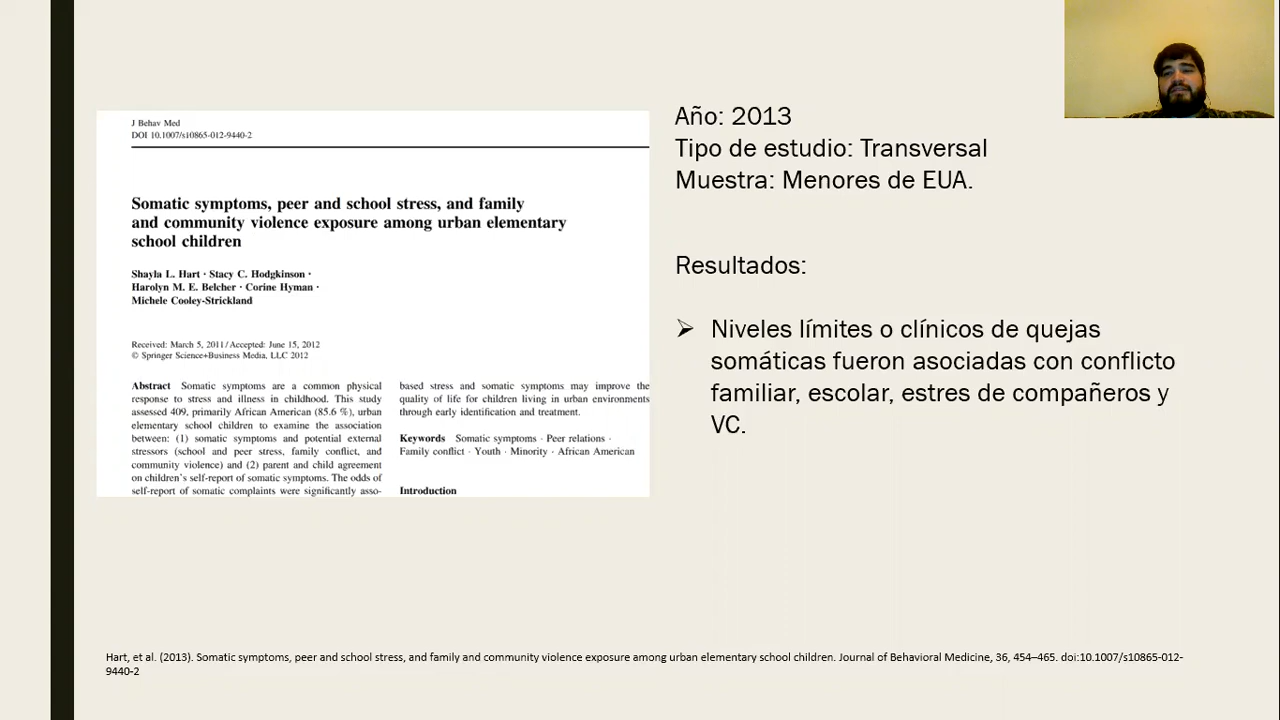 J Behav Med
DOI 10.1007/s10865-012-9440-2
Somatic symptoms, peer and school stress, and family
and community violence exposure among urban elementary
school children
Shayla L. Hart · Stacy C. Hodgkinson ·
Harolyn M. E. Belcher · Corine Hyman ·
Michele Cooley-Strickland
Received: March 5, 2011 / Accepted: June 15, 2012
© Springer Science+Business Media, LLC 2012
Abstract Somatic symptoms are a common physical
response to stress and illness in childhood. This study
assessed 409, primarily African American (85.6 %), urban
elementary school children to examine the association
between: (1) somatic symptoms and potential external
stressors (school and peer stress, family conflict, and
community violence) and (2) parent and child agreement
on children's self-report of somatic symptoms. The odds of
self-report of somatic complaints were significantly asso-
based stress and somatic symptoms may improve the
quality of life for children living in urban environments
through early identification and treatment.
Keywords Somatic symptoms · Peer relations ·
Family conflict · Youth · Minority · African American
Introduction
Año: 2013
Tipo de estudio: Transversal
Muestra: Menores de EUA.
Resultados:
➢ Niveles límites o clínicos de quejas
somáticas fueron asociadas con conflicto
familiar, escolar, estres de compañeros y
VC.
Hart, et al. (2013). Somatic symptoms, peer and school stress, and family and community violence exposure among urban elementary school children. Journal of Behavioral Medicine, 36, 454–465. doi:10.1007/s10865-012-
9440-2